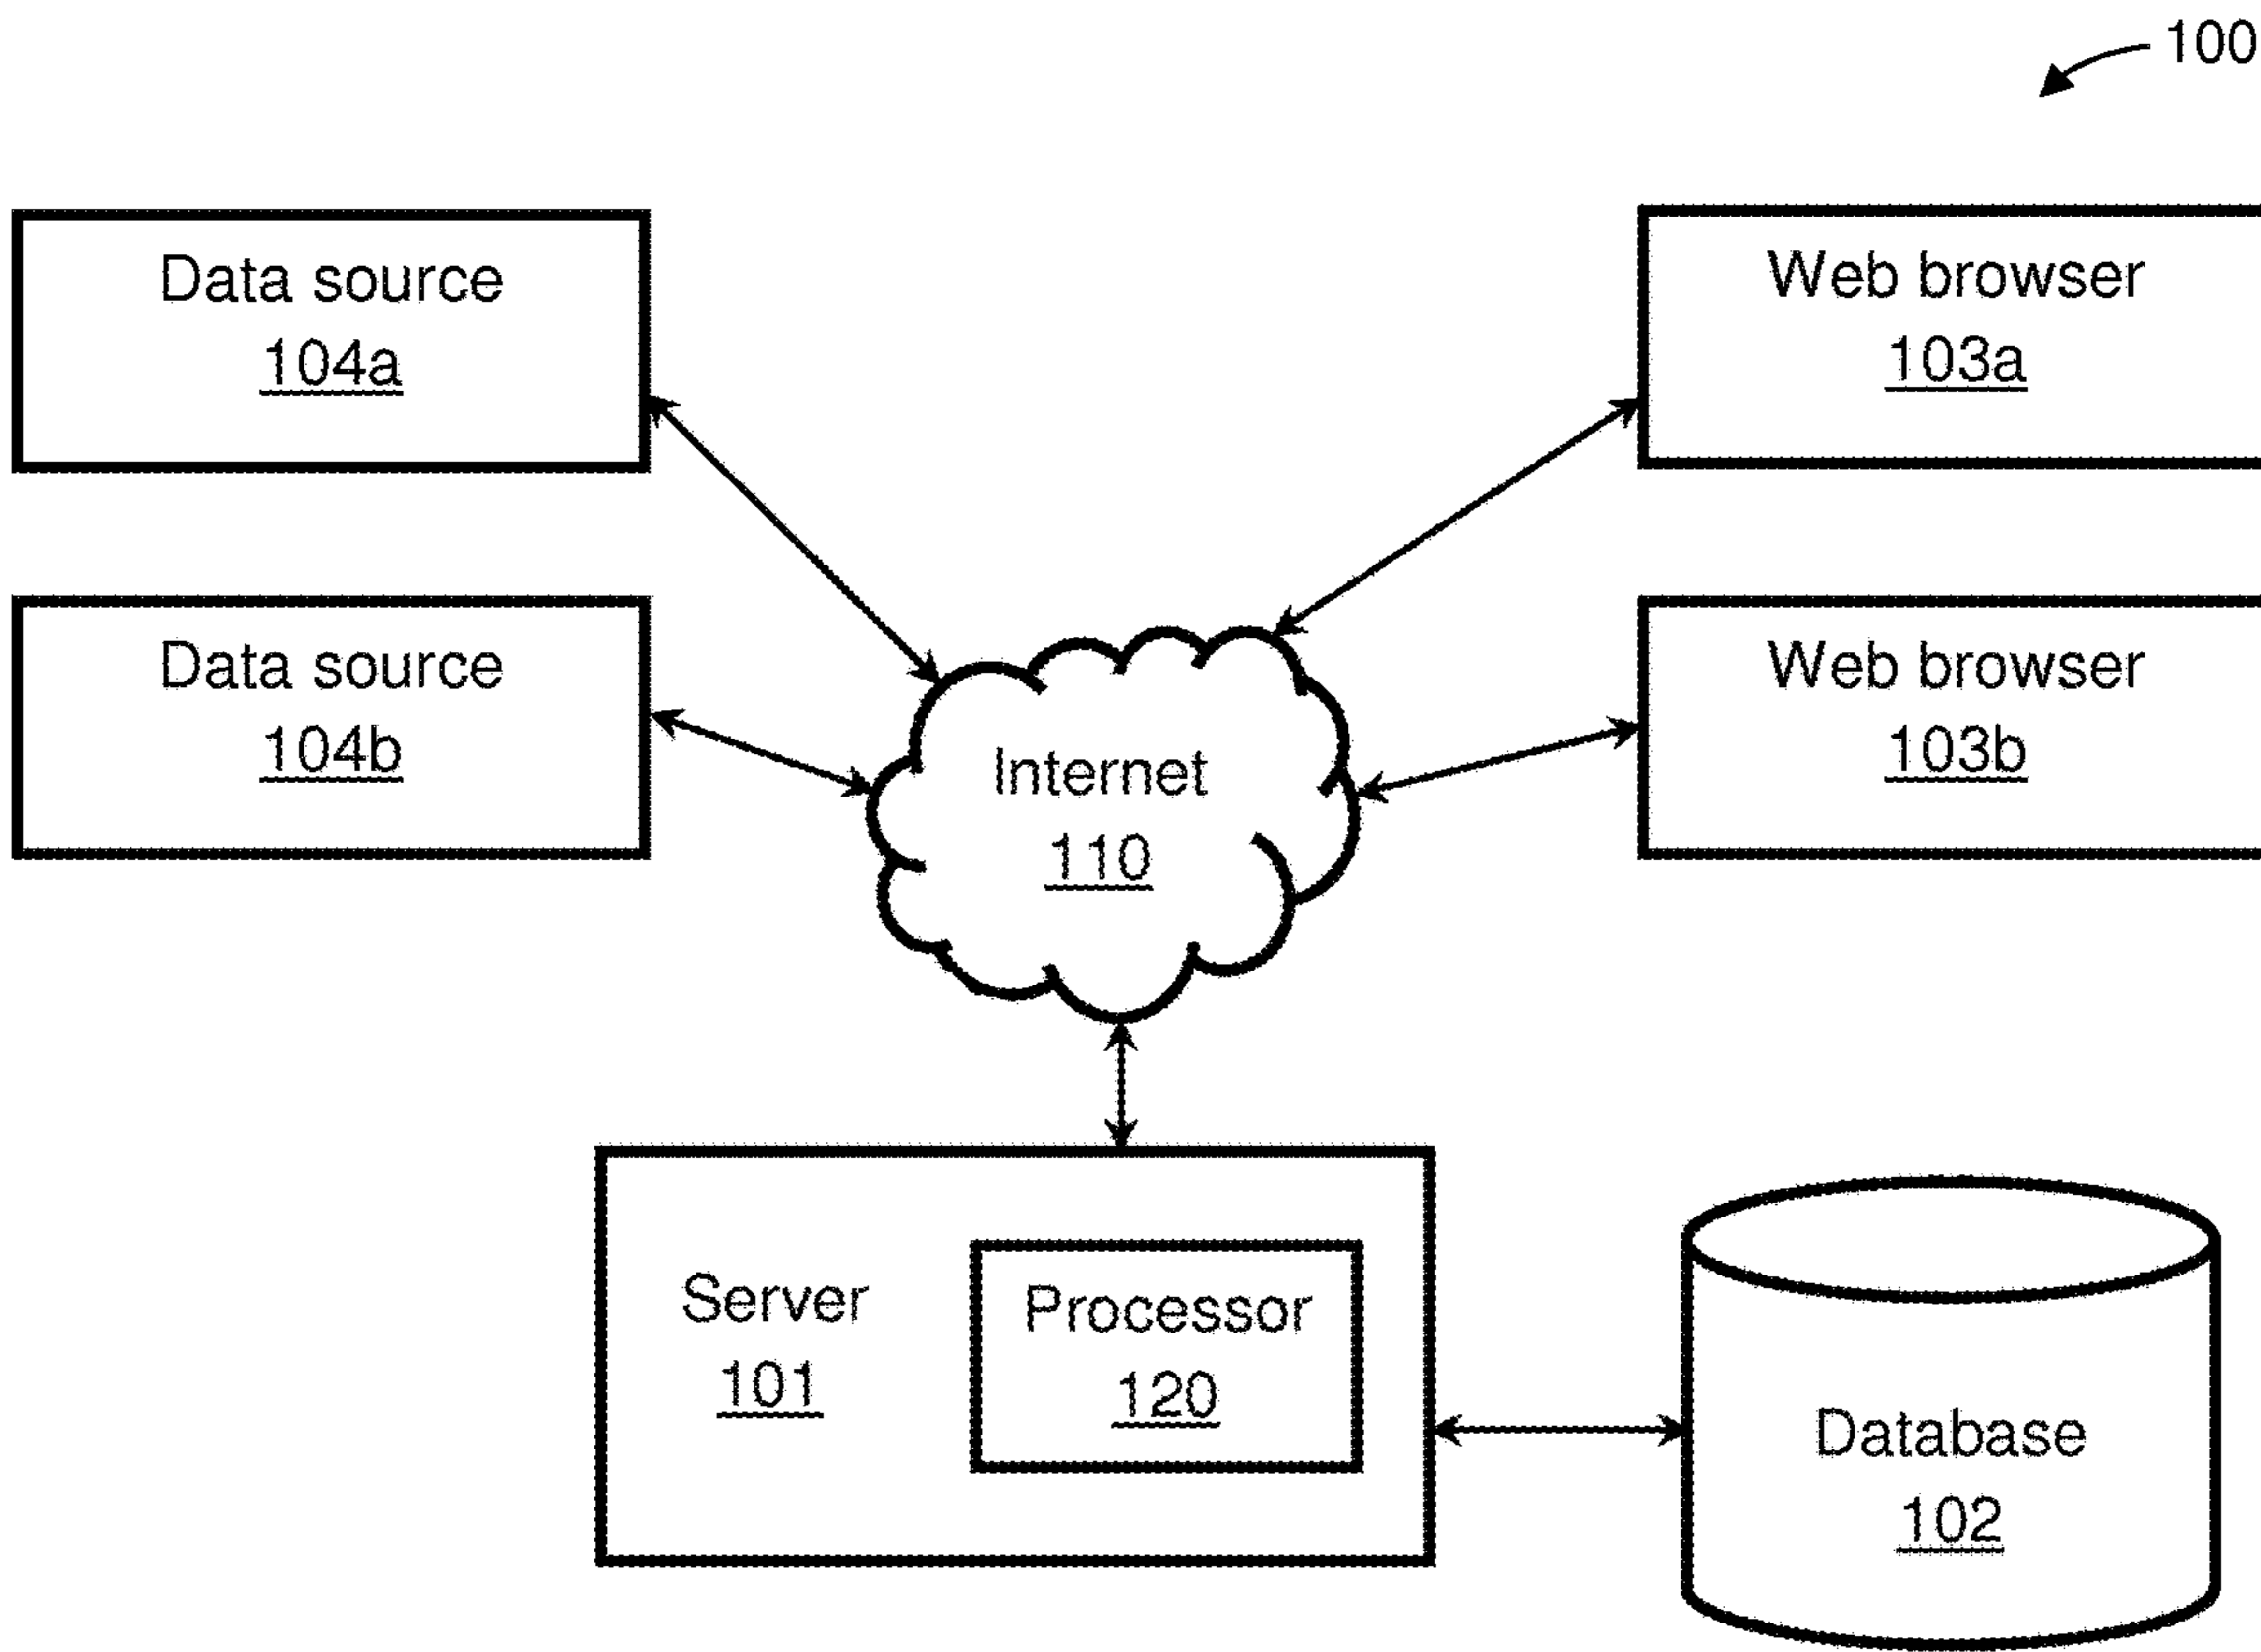 100
Data source
104a
Web browser
103a
Data source
104b
Web browser
103b
Internet
110
Server
101
Processor
120
Database
102